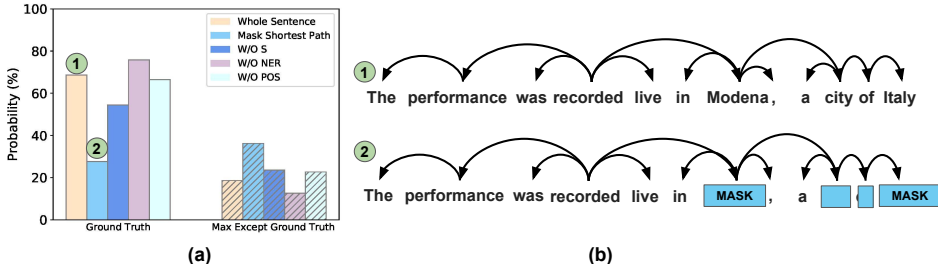 (a)
100
80
60
40
20
0
Probability (%)
Whole Sentence
Mask Shortest Path
W/O S
W/O NER
W/O POS
1
2
Ground Truth
Max Except Ground Truth
1
The performance was recorded live in Modena, a city of Italy
2
The performance was recorded live in MASK , a MASK
(a)
(b)